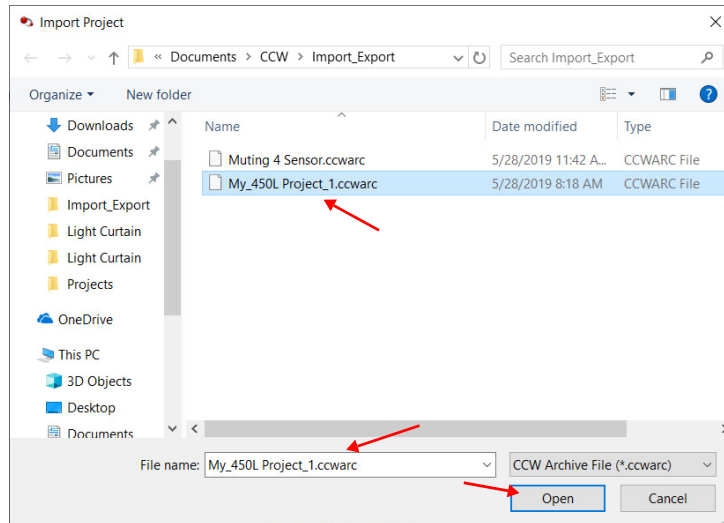 Import Project
« Documents > CCW > Import_Export
Search Import_Exp
Organize
New folder
?
Name
Date modified
Type
Downloads
Documents
Pictures
Import_Export
Light Curtain
Light Curtain
Projects
OneDrive
This PC
3D Objects
Desktop
Documents
Muting 4 Sensor.ccwarc
5/28/2019 11:42 A...
CCWARC File
My_450L Project_1.ccwarc
5/28/2019 8:18 AM
CCWARC File
File name:
My_450L Project_1.ccwarc
CCW Archive File (*.ccwarc)
Open
Cancel